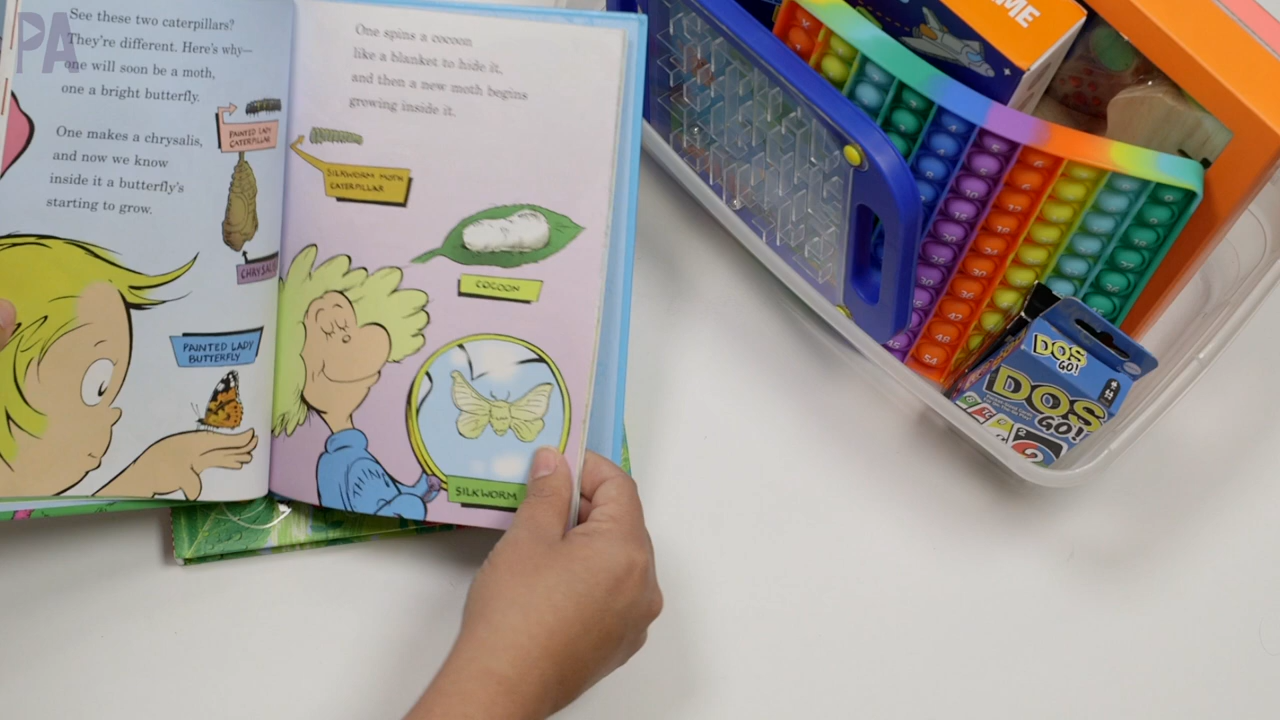 PA
See these two caterpillars?
They're different. Here's why—
one will soon be a moth,
one a bright butterfly.
One makes a chrysalis,
and now we know
inside it a butterfly's
starting to grow.
PAINTED LADY
CATERPILLAR
PAINTED LADY
BUTTERFLY
One spins a cocoon
like a blanket to hide it,
and then a new moth begins
growing inside it.
SILKWORM MOTH
CATERPILLAR
COCOON
SILKWORM
THING
ME
DOS
GO!
DOS
GO!